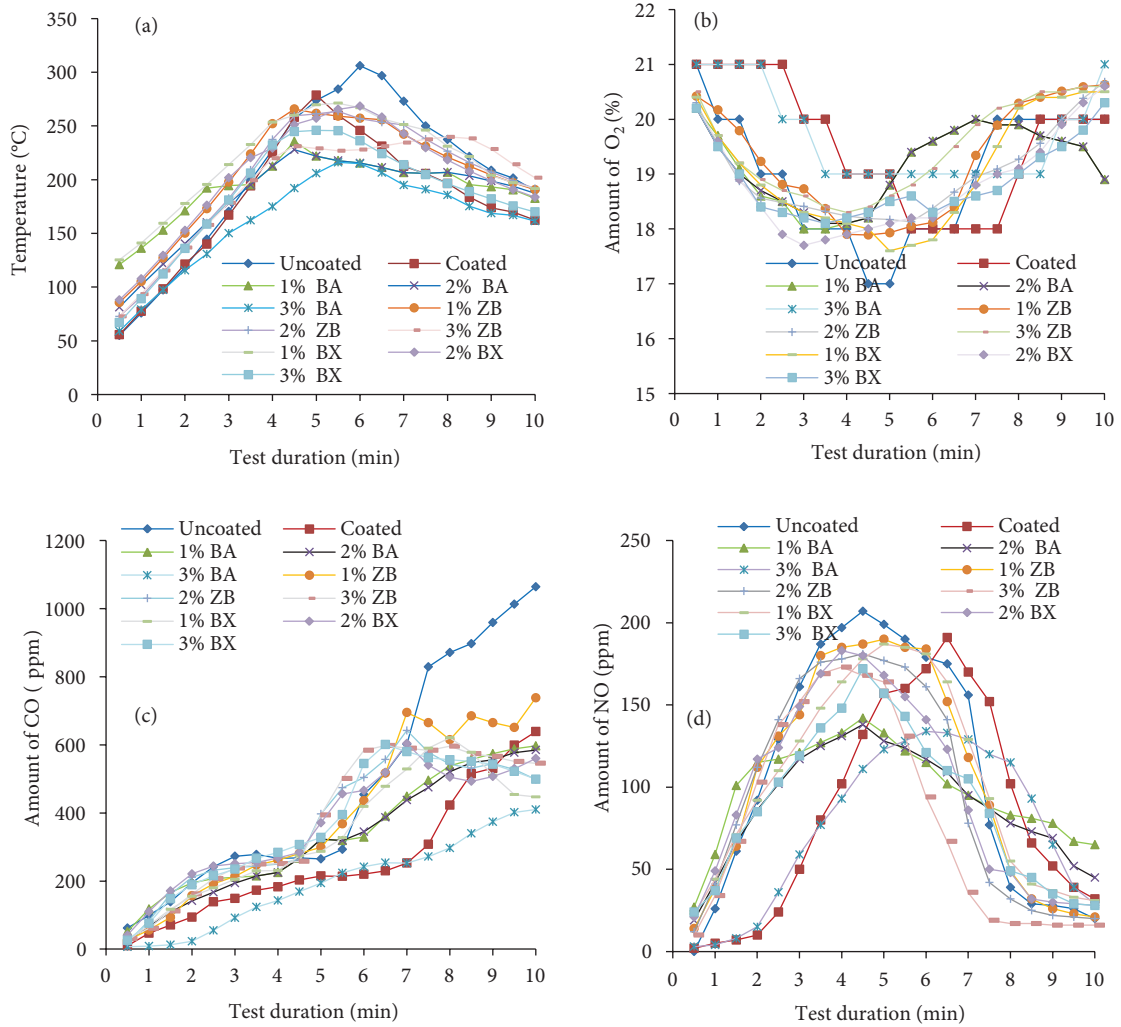 (a)
Temperature (°C)
350
300
250
200
150
100
50
0
Uncoated Coated
1% BA 2% BA
3% BA 1% ZB
2% ZB 3% ZB
1% BX 2% BX
3% BX
0 1 2 3 4 5 6 7 8 9 10
Test duration (min)
(b)
Amount of O2 (%)
22
21
20
19
18
17
16
15
Uncoated Coated
1% BA 2% BA
3% BA 1% ZB
2% ZB 3% ZB
1% BX 2% BX
3% BX
0 1 2 3 4 5 6 7 8 9 10
Test duration (min)
Uncoated Coated
1% BA 2% BA
3% BA 1% ZB
2% ZB 3% ZB
1% BX 2% BX
3% BX
(c)
Amount of CO ( ppm)
1200
1000
800
600
400
200
0
0 1 2 3 4 5 6 7 8 9 10
Test duration (min)
Uncoated Coated
1% BA 2% BA
3% BA 1% ZB
2% ZB 3% ZB
1% BX 2% BX
3% BX
(d)
Amount of NO (ppm)
250
200
150
100
50
0
0 1 2 3 4 5 6 7 8 9 10
Test duration (min)